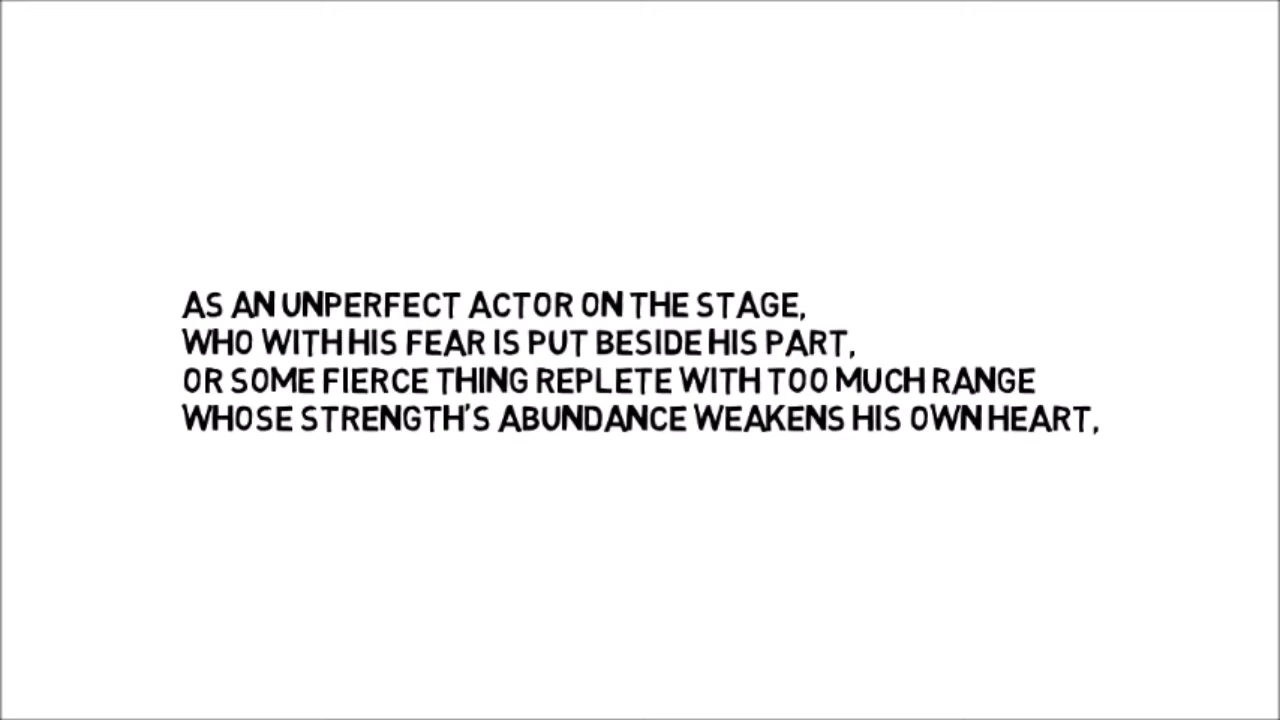 AS AN UNPERFECT ACTOR ON THE STAGE,
WHO WITH HIS FEAR IS PUT BESIDE HIS PART,
OR SOME FIERCE THING REPLETE WITH TOO MUCH RANGE
WHOSE STRENGTH'S ABUNDANCE WEAKENS HIS OWN HEART,